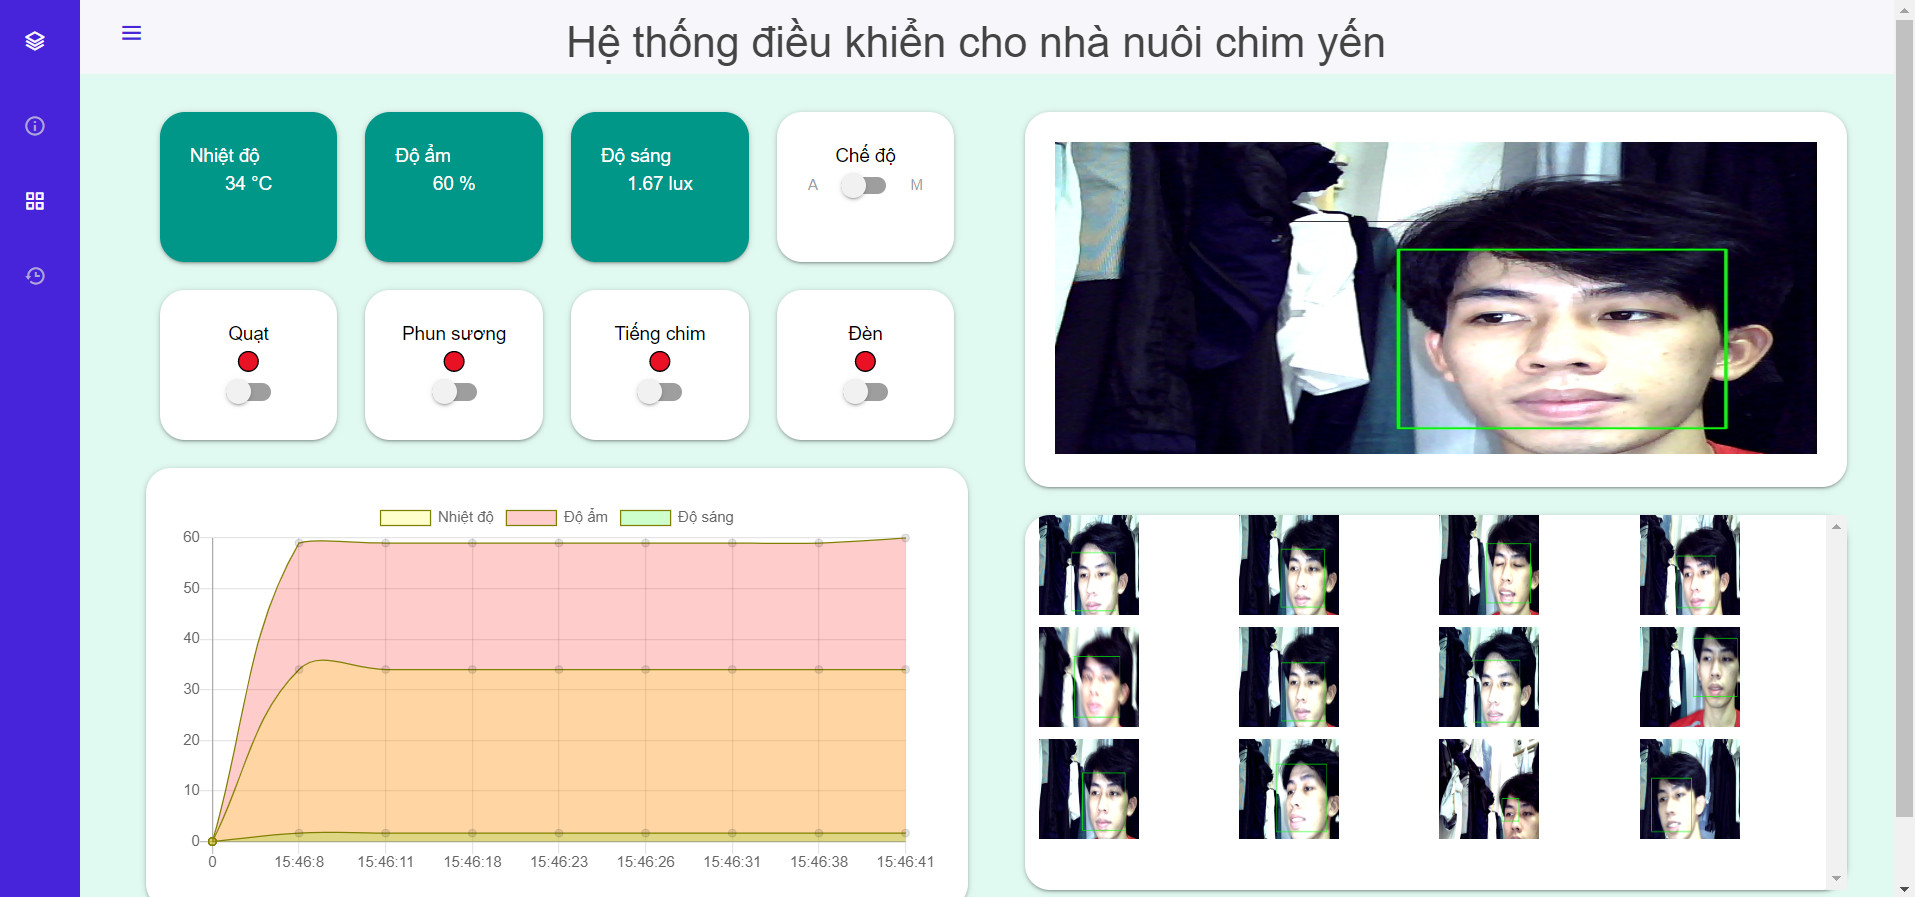 Hệ thống điều khiển cho nhà nuôi chim yến
Nhiệt độ
34 °C
Độ ẩm
60 %
Độ sáng
1.67 lux
Chế độ
A M
Quạt
Phun sương
Tiếng chim
Đèn
Nhiệt độ Độ ẩm Độ sáng
60
50
40
30
20
10
0
0 15:46:8 15:46:11 15:46:18 15:46:23 15:46:26 15:46:31 15:46:38 15:46:41